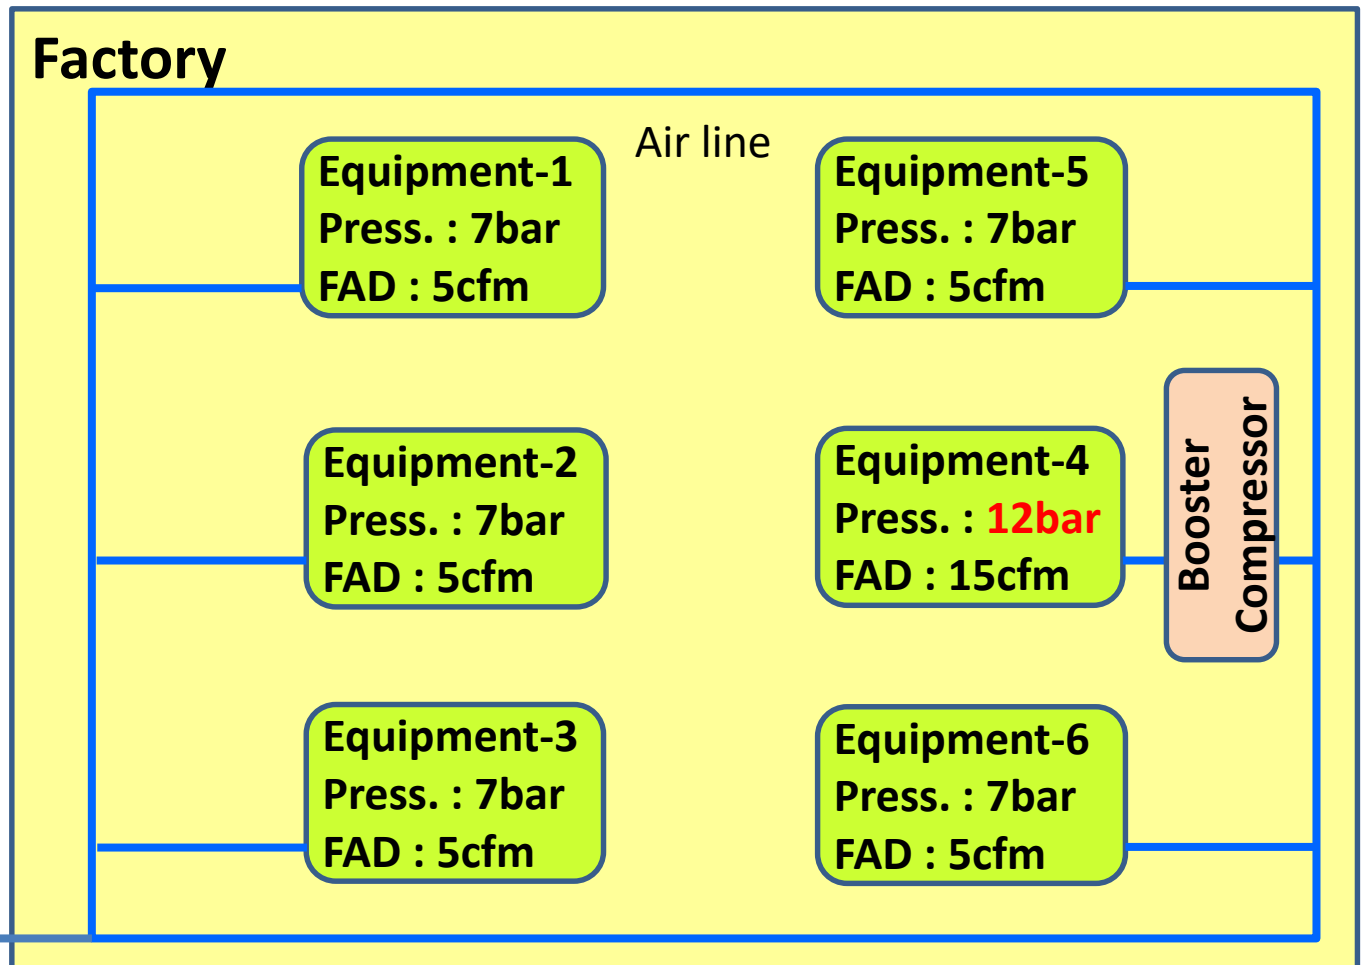 Factory
Air line
Equipment-1
Press. : 7bar
FAD : 5cfm
Equipment-5
Press. : 7bar
FAD : 5cfm
Equipment-2
Press. : 7bar
FAD : 5cfm
Equipment-4
Press. : 12bar
FAD : 15cfm
Booster
Compressor
Equipment-3
Press. : 7bar
FAD : 5cfm
Equipment-6
Press. : 7bar
FAD : 5cfm